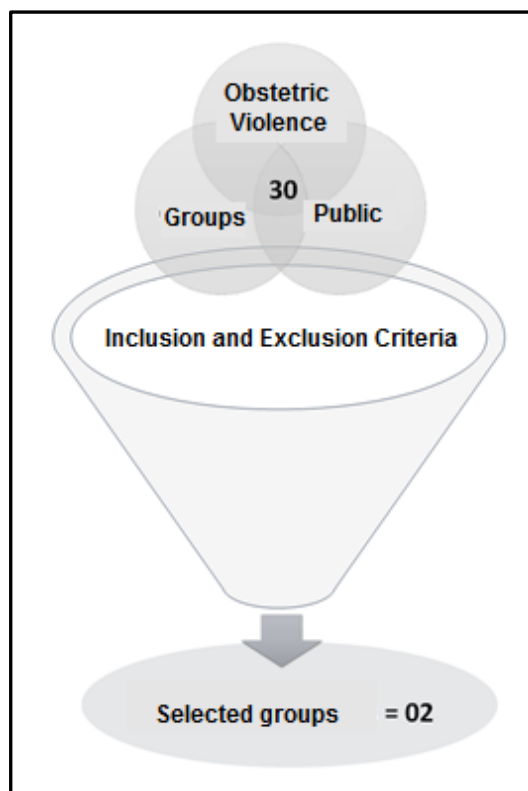 Obstetric
Violence
30
Groups Public
Inclusion and Exclusion Criteria
Selected groups = 02